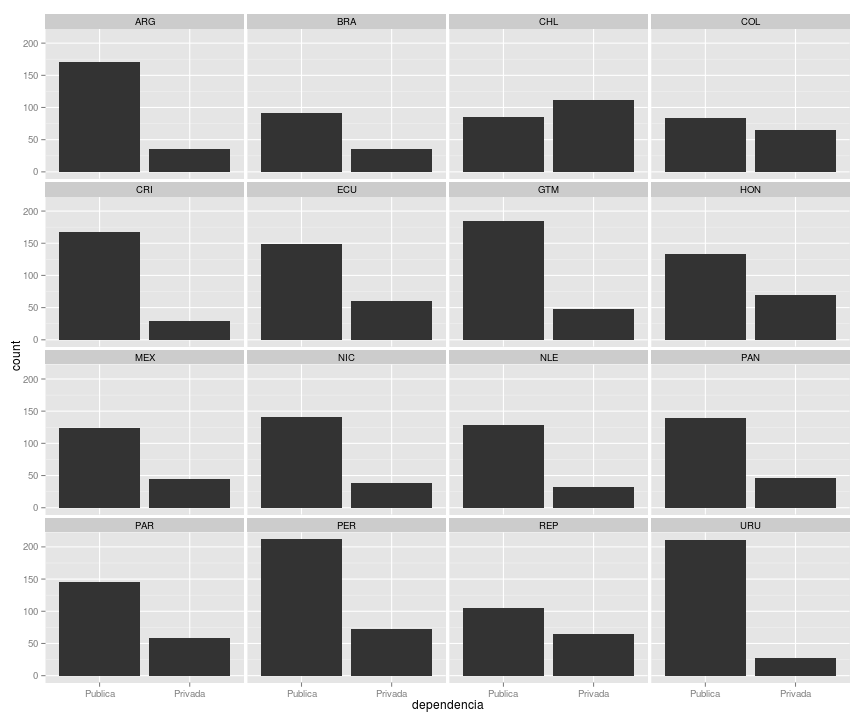 ARG BRA CHL COL
200
150
100
50
0
CRI ECU GTM HON
200
150
100
50
0
count
MEX NIC NLE PAN
200
150
100
50
0
PAR PER REP URU
200
150
100
50
0
Publica Privada Publica Privada Publica Privada Publica Privada
dependencia